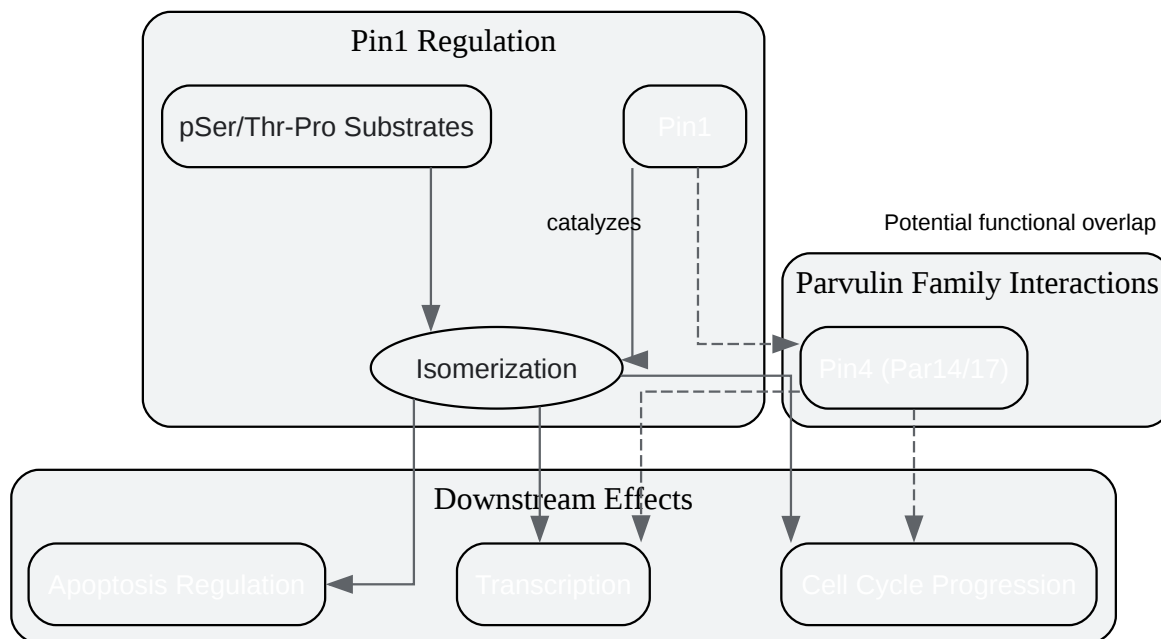 Pin1 Regulation
pSer/Thr-Pro Substrates
Pin1
catalyzes
Potential functional overlap
Parvulin Family Interactions
Isomerization
Pin4 (Par14/17)
Downstream Effects
Apoptosis Regulation
Transcription
Cell Cycle Progression